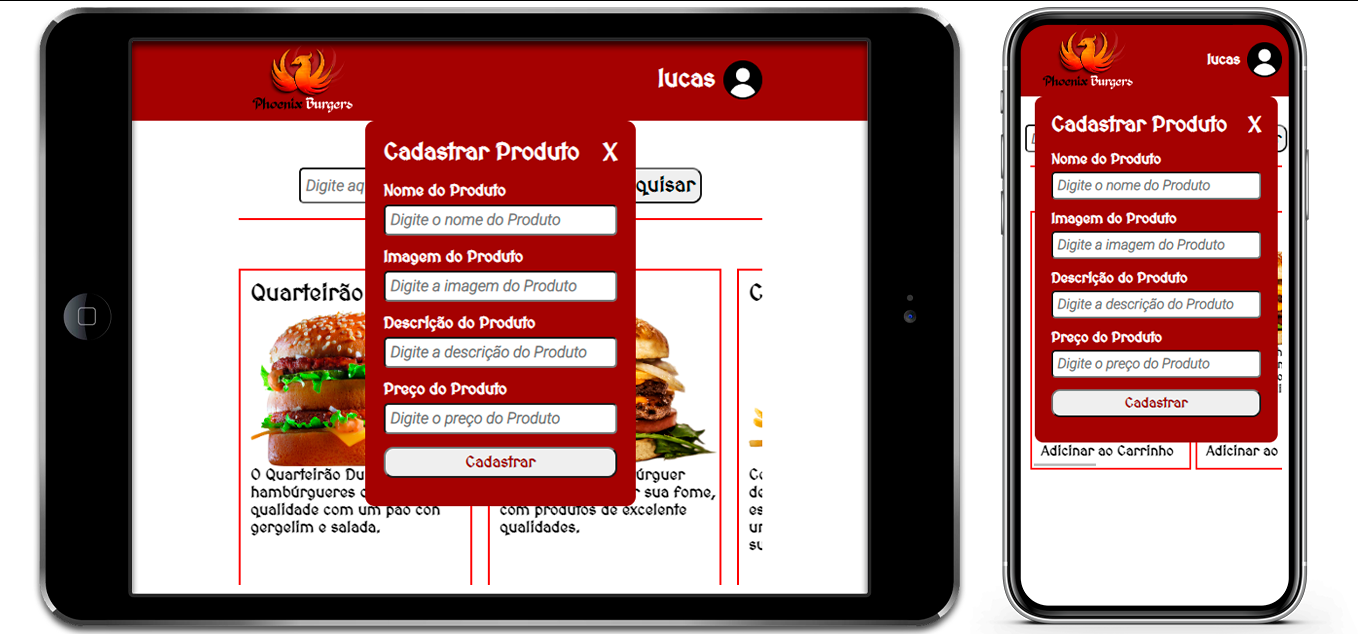 Phoenix Burgers
lucas
Cadastrar Produto X
Digite aq
quisar
Nome do Produto
Digite o nome do Produto
Imagem do Produto
Digite a imagem do Produto
Descrição do Produto
Digite a descrição do Produto
Preço do Produto
Digite o preço do Produto
Cadastrar
Quarteirão
C
O Quarteirão Du
hambúrgueres
qualidade com um pão con
gergelim e salada,
úrguer
r sua fome,
com produtos de excelente
qualidades,
Co
de
es
un
su
Phoenix Burgers
lucas
Cadastrar Produto X
Nome do Produto
Digite o nome do Produto
Imagem do Produto
Digite a imagem do Produto
Descrição do Produto
Digite a descrição do Produto
Preço do Produto
Digite o preço do Produto
Cadastrar
Adicinar ao Carrinho
Adicinar ao